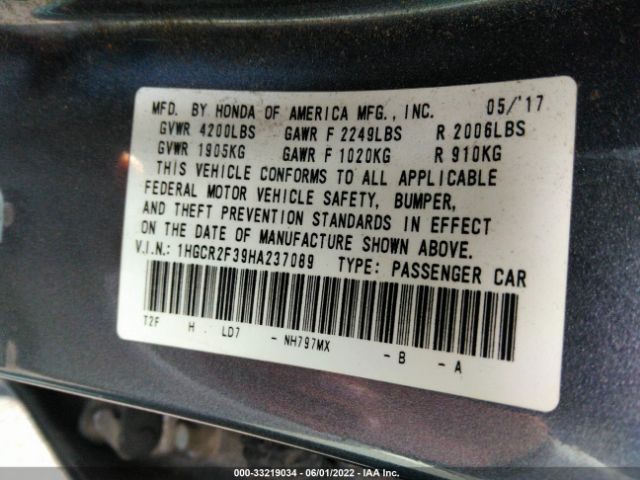 MFD. BY HONDA OF AMERICA MFG., INC. 05/'17
GVWR 4200LBS GAWR F 2249LBS R 2006LBS
GVWR 1905KG GAWR F 1020KG R 910KG
THIS VEHICLE CONFORMS TO ALL APPLICABLE
FEDERAL MOTOR VEHICLE SAFETY, BUMPER,
AND THEFT PREVENTION STANDARDS IN EFFECT
ON THE DATE OF MANUFACTURE SHOWN ABOVE.
V.I.N.: 1HGCR2F39HA237089 TYPE: PASSENGER CAR
T2F H LD7 - NH797MX - B - A
000-33219034 - 06/01/2022 - IAA Inc.